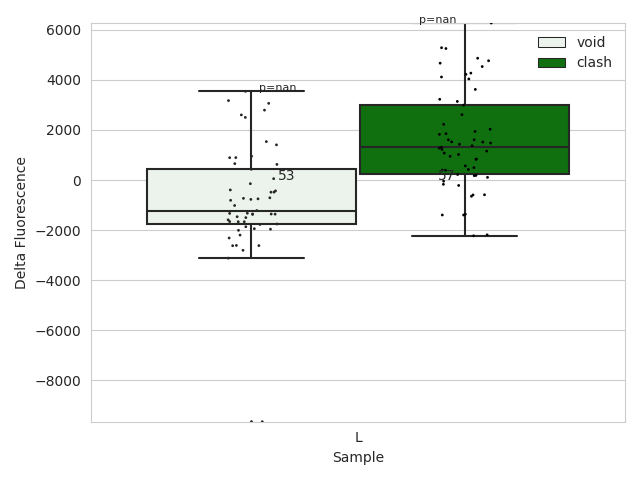 p=nan
6000
void
clash
4000
p=nan
2000
0
53
57
−2000
−4000
−6000
−8000
Delta Fluorescence
L
Sample